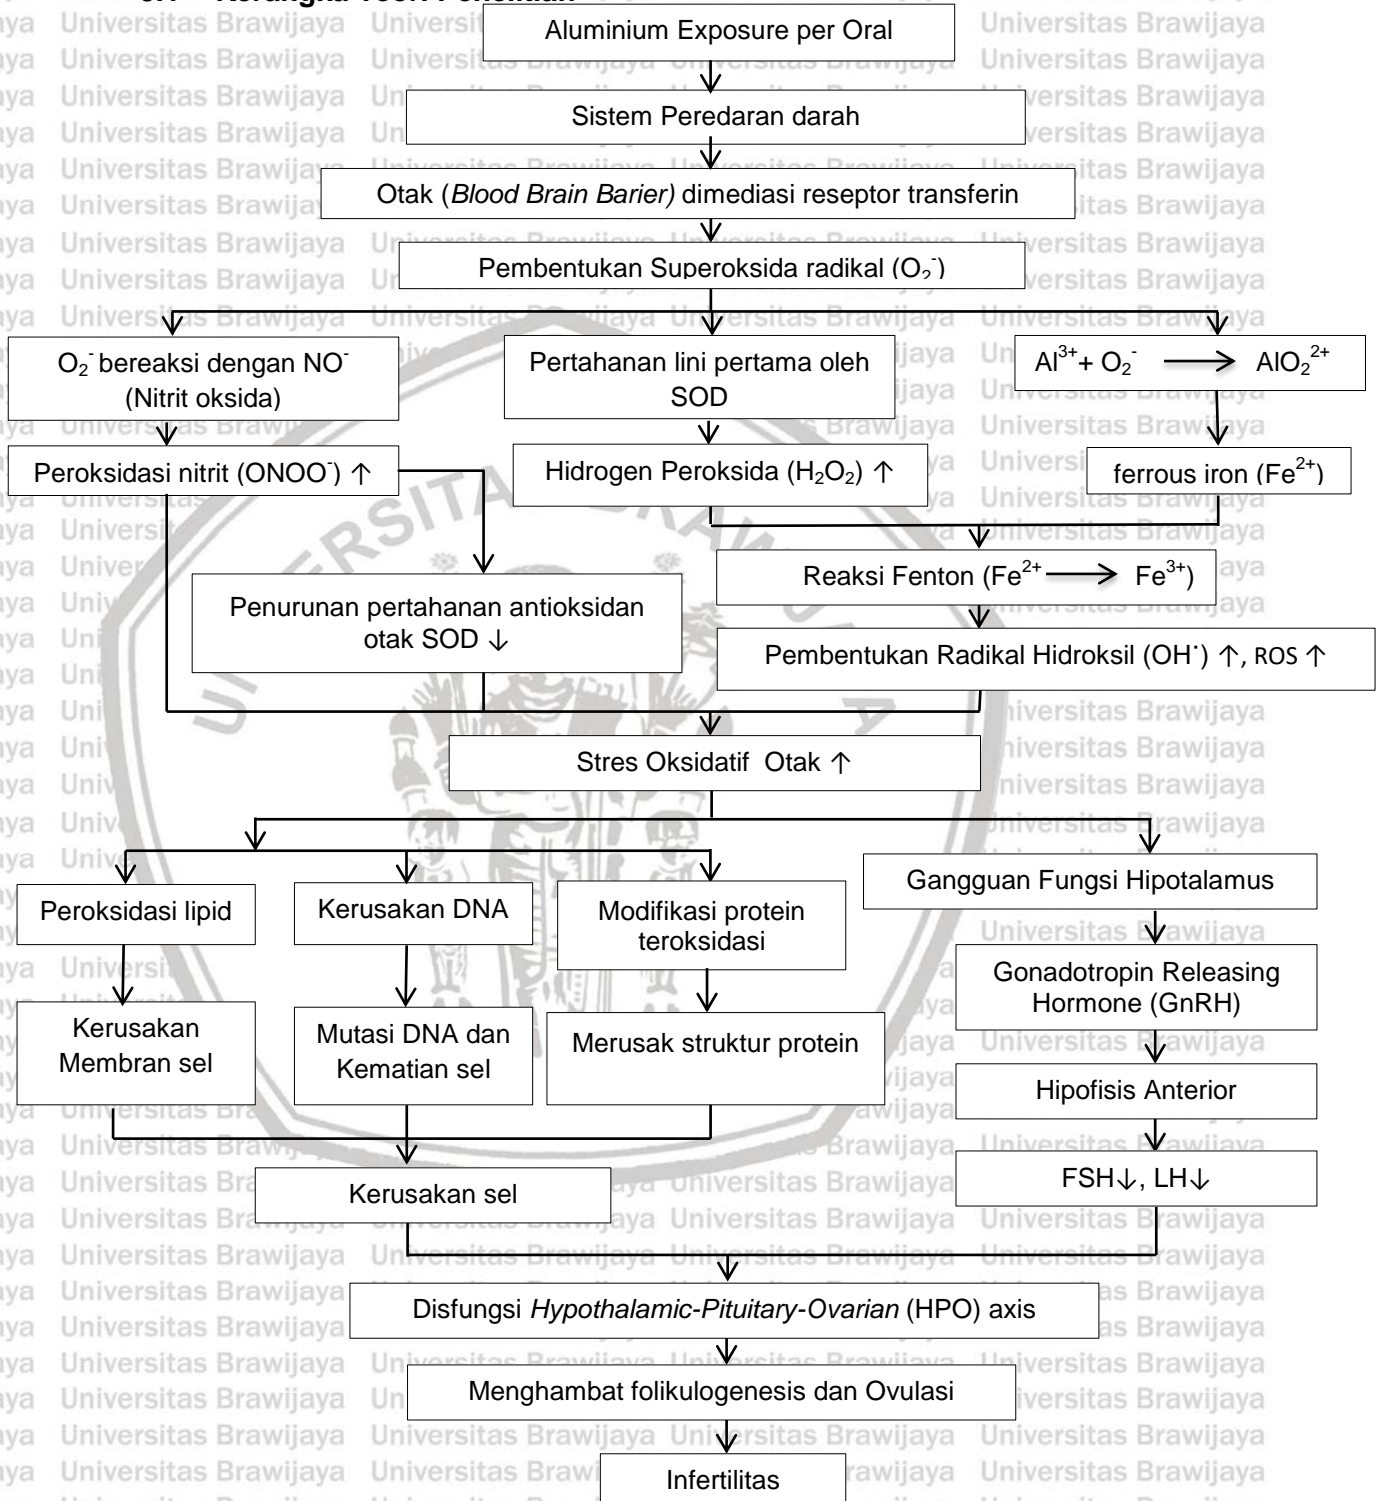 Aluminium Exposure per Oral
Sistem Peredaran darah
Otak (Blood Brain Barier) dimediasi reseptor transferin
Pembentukan Superoksida radikal (O₂⁻)
O₂⁻ bereaksi dengan NO⁻
(Nitrit oksida)
Pertahanan lini pertama oleh
SOD
Al³⁺+ O₂⁻ → AlO₂²⁺
Peroksidasi nitrit (ONOO⁻) ↑
Hidrogen Peroksida (H₂O₂) ↑
ferrous iron (Fe²⁺)
Reaksi Fenton (Fe²⁺ → Fe³⁺)
Penurunan pertahanan antioksidan
otak SOD ↓
Pembentukan Radikal Hidroksil (OH˙) ↑, ROS ↑
Stres Oksidatif Otak ↑
Peroksidasi lipid
Kerusakan DNA
Modifikasi protein
teroksidasi
Gangguan Fungsi Hipotalamus
Gonadotropin Releasing
Hormone (GnRH)
Kerusakan
Membran sel
Mutasi DNA dan
Kematian sel
Merusak struktur protein
Hipofisis Anterior
FSH↓, LH↓
Kerusakan sel
Disfungsi Hypothalamic-Pituitary-Ovarian (HPO) axis
Menghambat folikulogenesis dan Ovulasi
Infertilitas